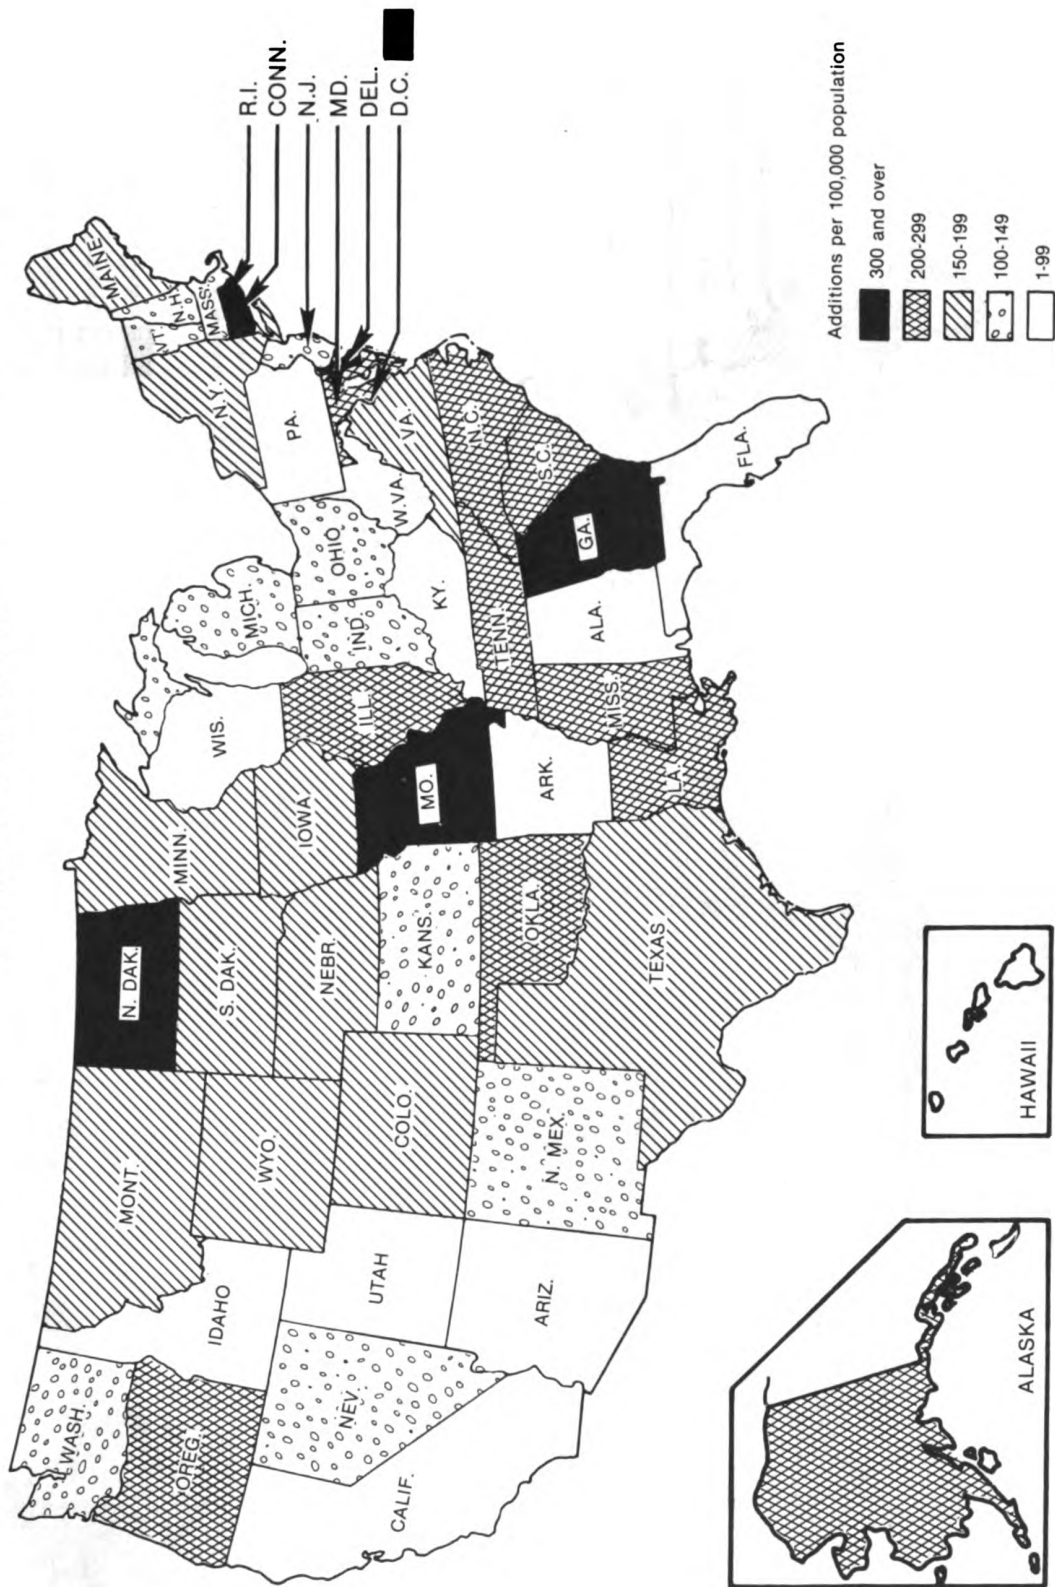 WASH.
OREG.
CALIF.
NEV.
IDAHO
MONT.
WYO.
UTAH
ARIZ.
COLO.
N. MEX.
N. DAK.
S. DAK.
NEBR.
KANS.
OKLA.
TEXAS
MINN.
IOWA
MO.
ARK.
LA.
WIS.
ILL.
MICH.
IND.
OHIO
KY.
TENN.
MISS.
ALA.
GA.
FLA.
S.C.
N.C.
VA.
W.VA.
PA.
N.Y.
VT.
N.H.
MAINE
MASS.
R.I.
CONN.
N.J.
MD.
DEL.
D.C.
ALASKA
HAWAII
Additions per 100,000 population
300 and over
200-299
150-199
100-149
1-99